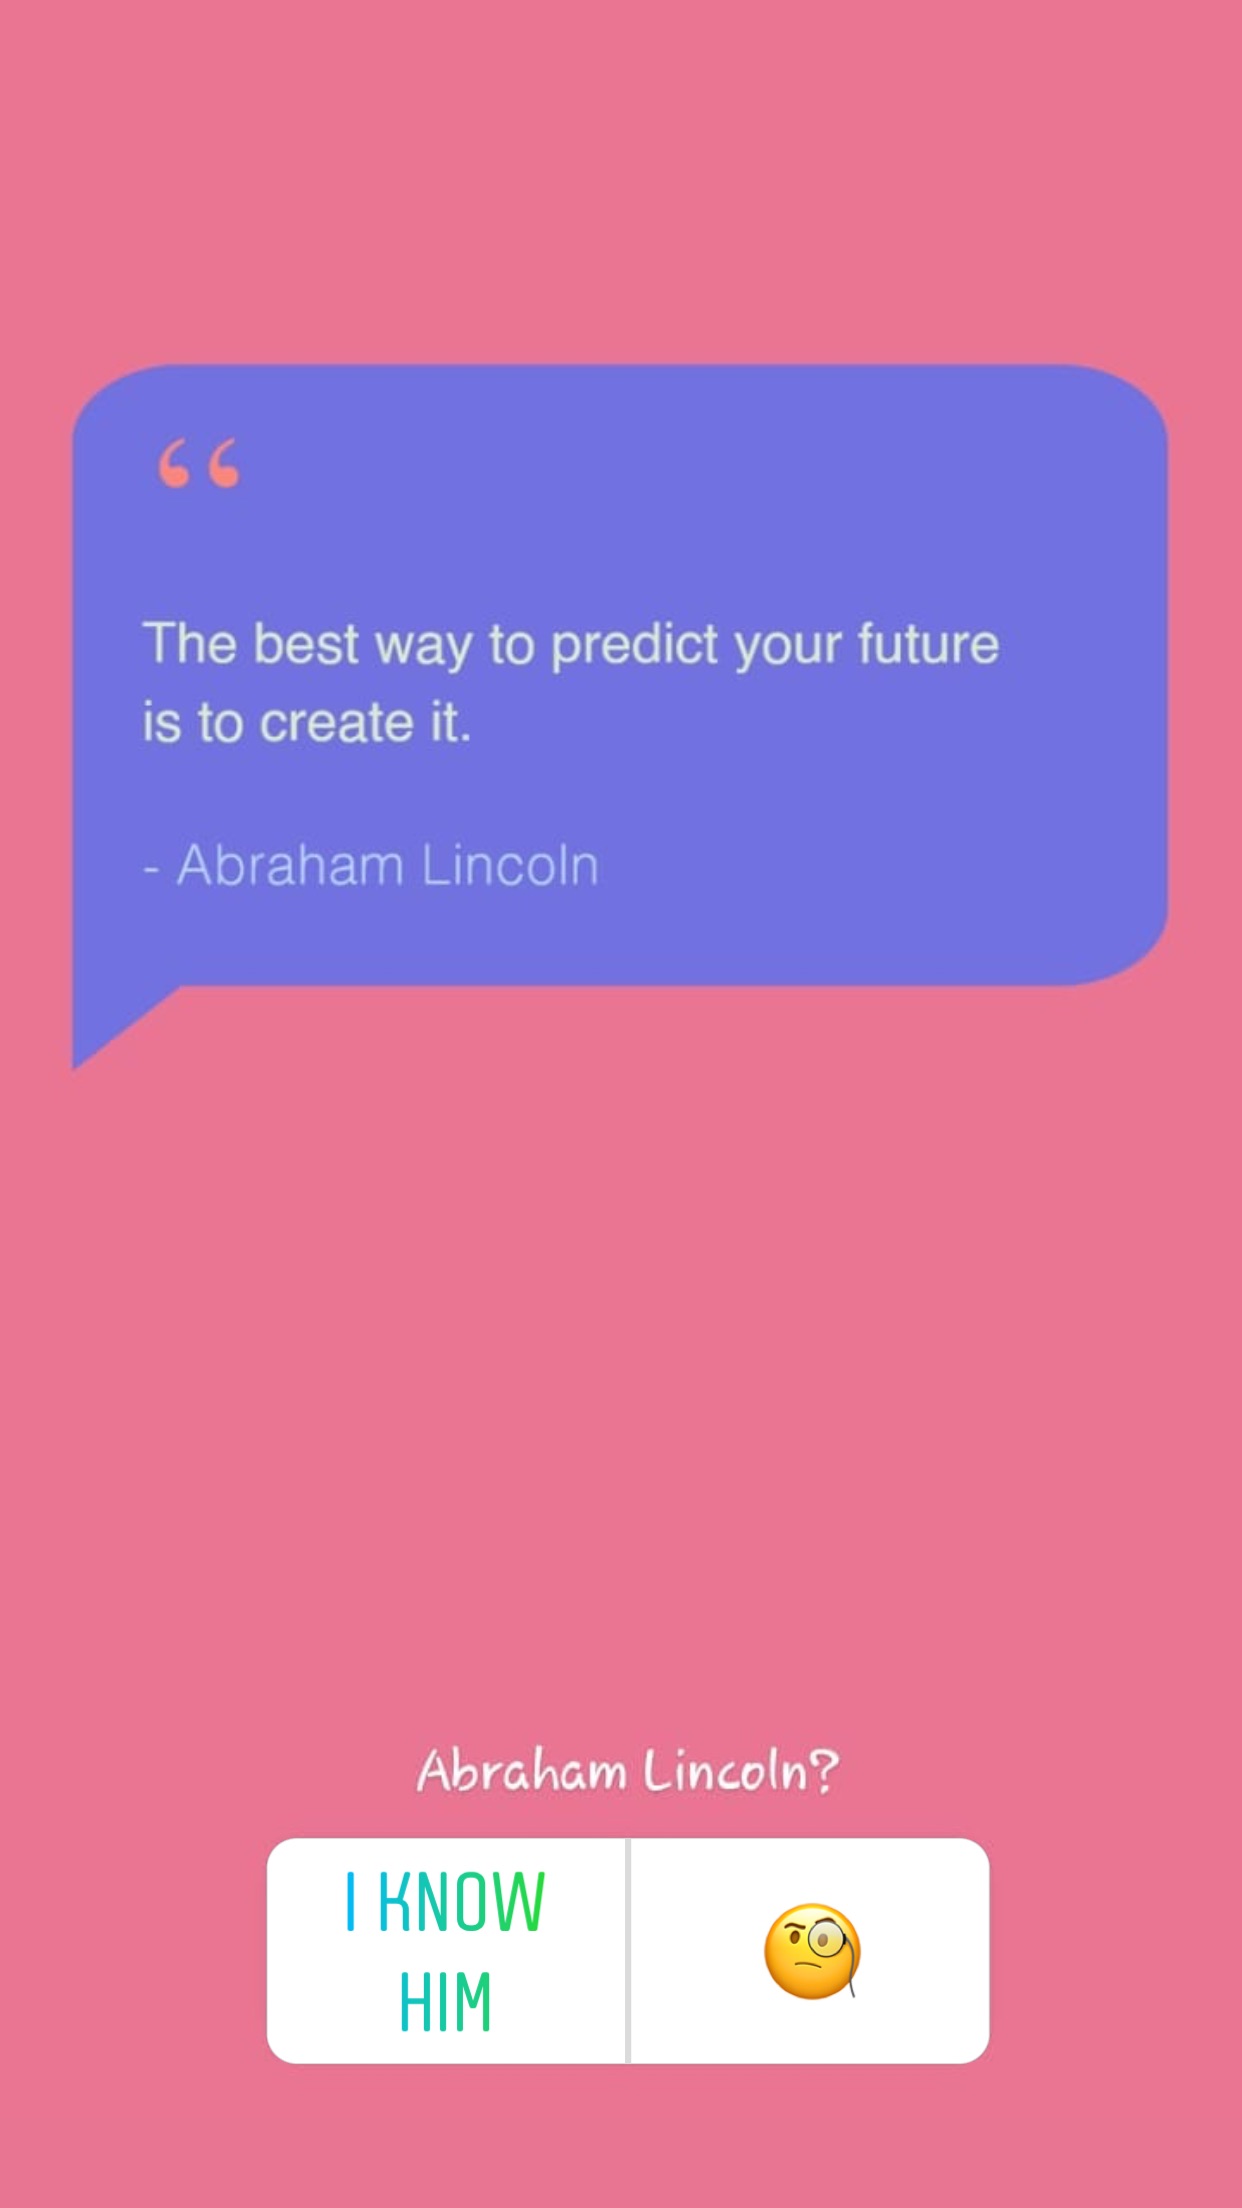 “
The best way to predict your future
is to create it.
- Abraham Lincoln
Abraham Lincoln?
I KNOW
HIM
🧐